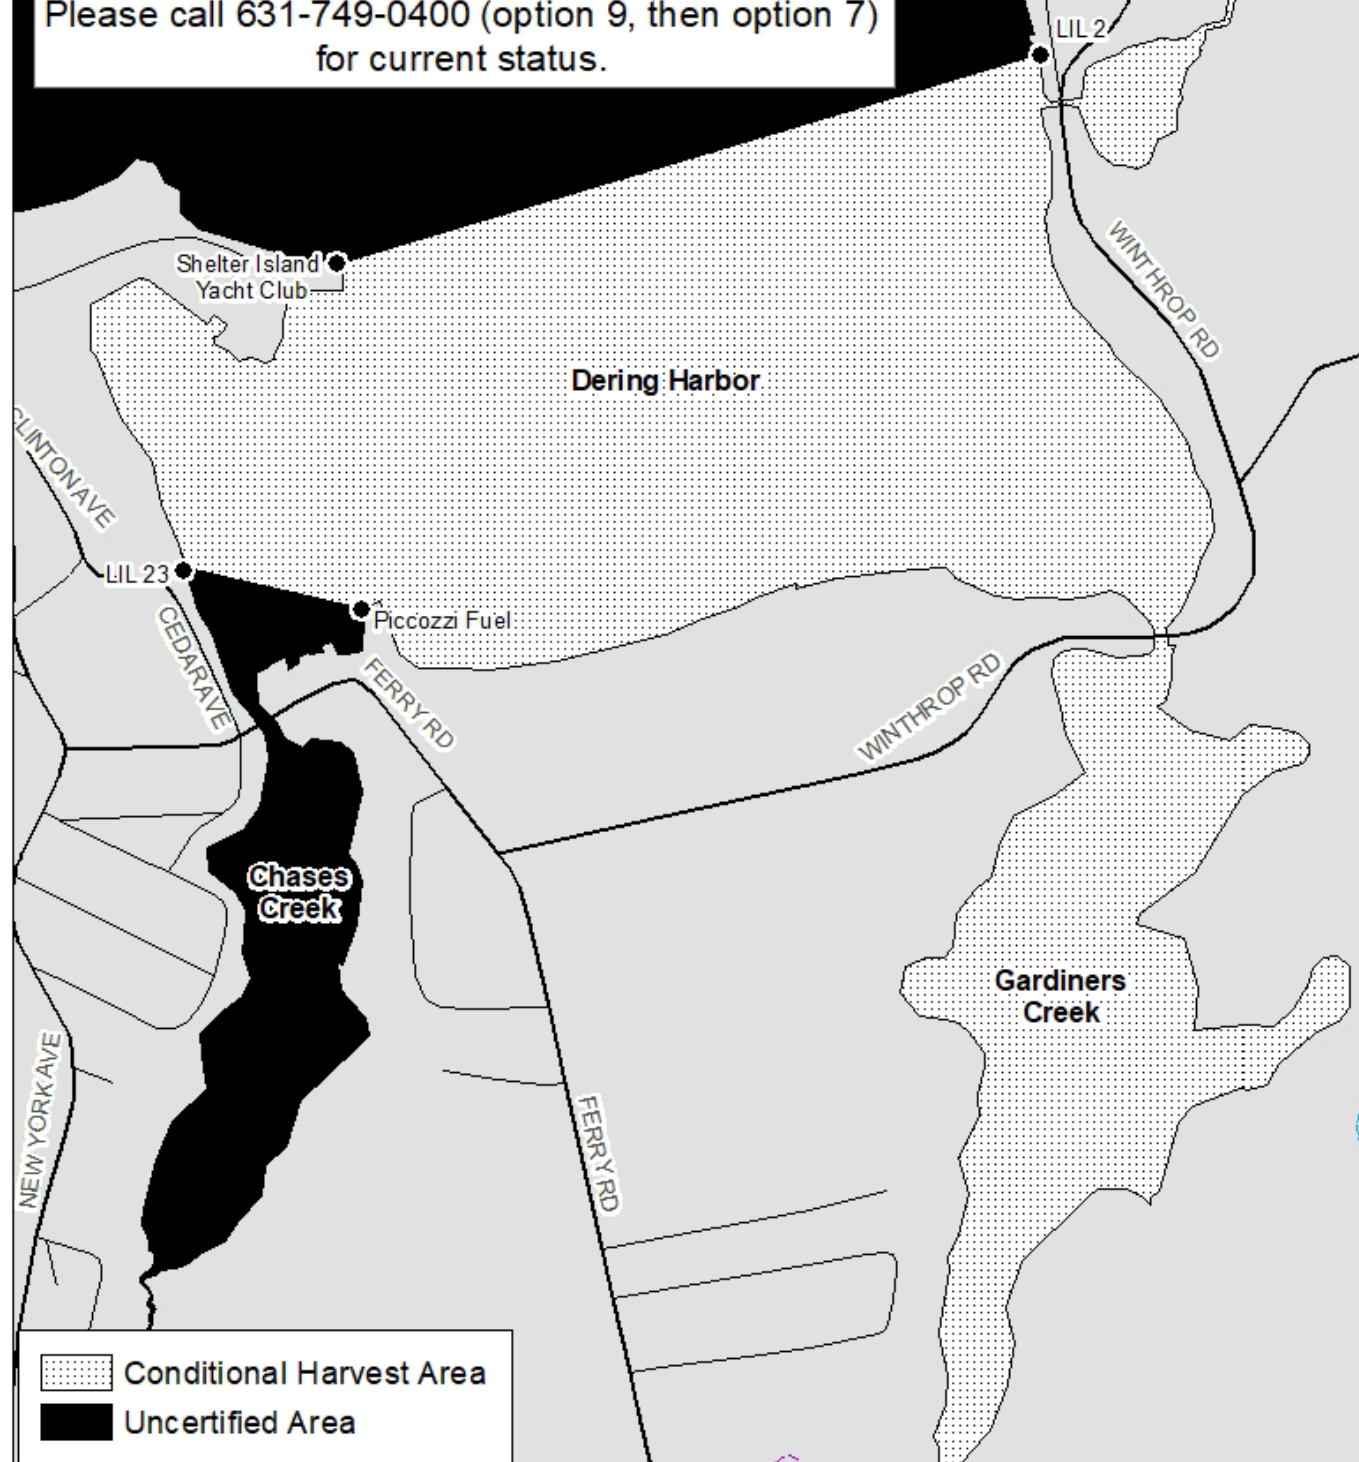 Please call 631-749-0400 (option 9, then option 7)
for current status.
LIL 2
Shelter Island
Yacht Club
WINTHROP RD
Dering Harbor
CLINTON AVE
LIL 23
Piccozzi Fuel
CEDAR AVE
FERRY RD
WINTHROP RD
Chases
Creek
Gardiners
Creek
NEW YORK AVE
FERRY RD
Conditional Harvest Area
Uncertified Area